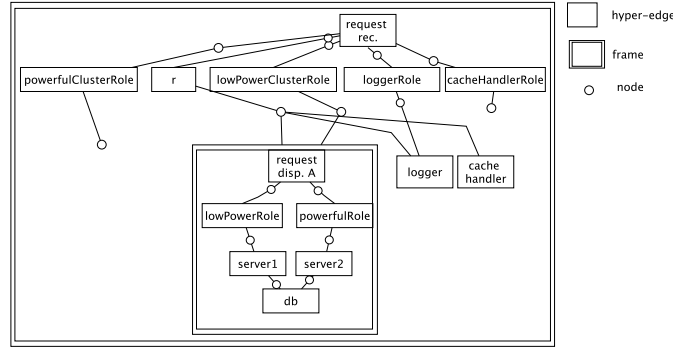 request
rec.
hyper-edge
frame
node
powerfulClusterRole
r
lowPowerClusterRole
loggerRole
cacheHandlerRole
request
disp. A
logger
cache
handler
lowPowerRole
powerfulRole
server1
server2
db